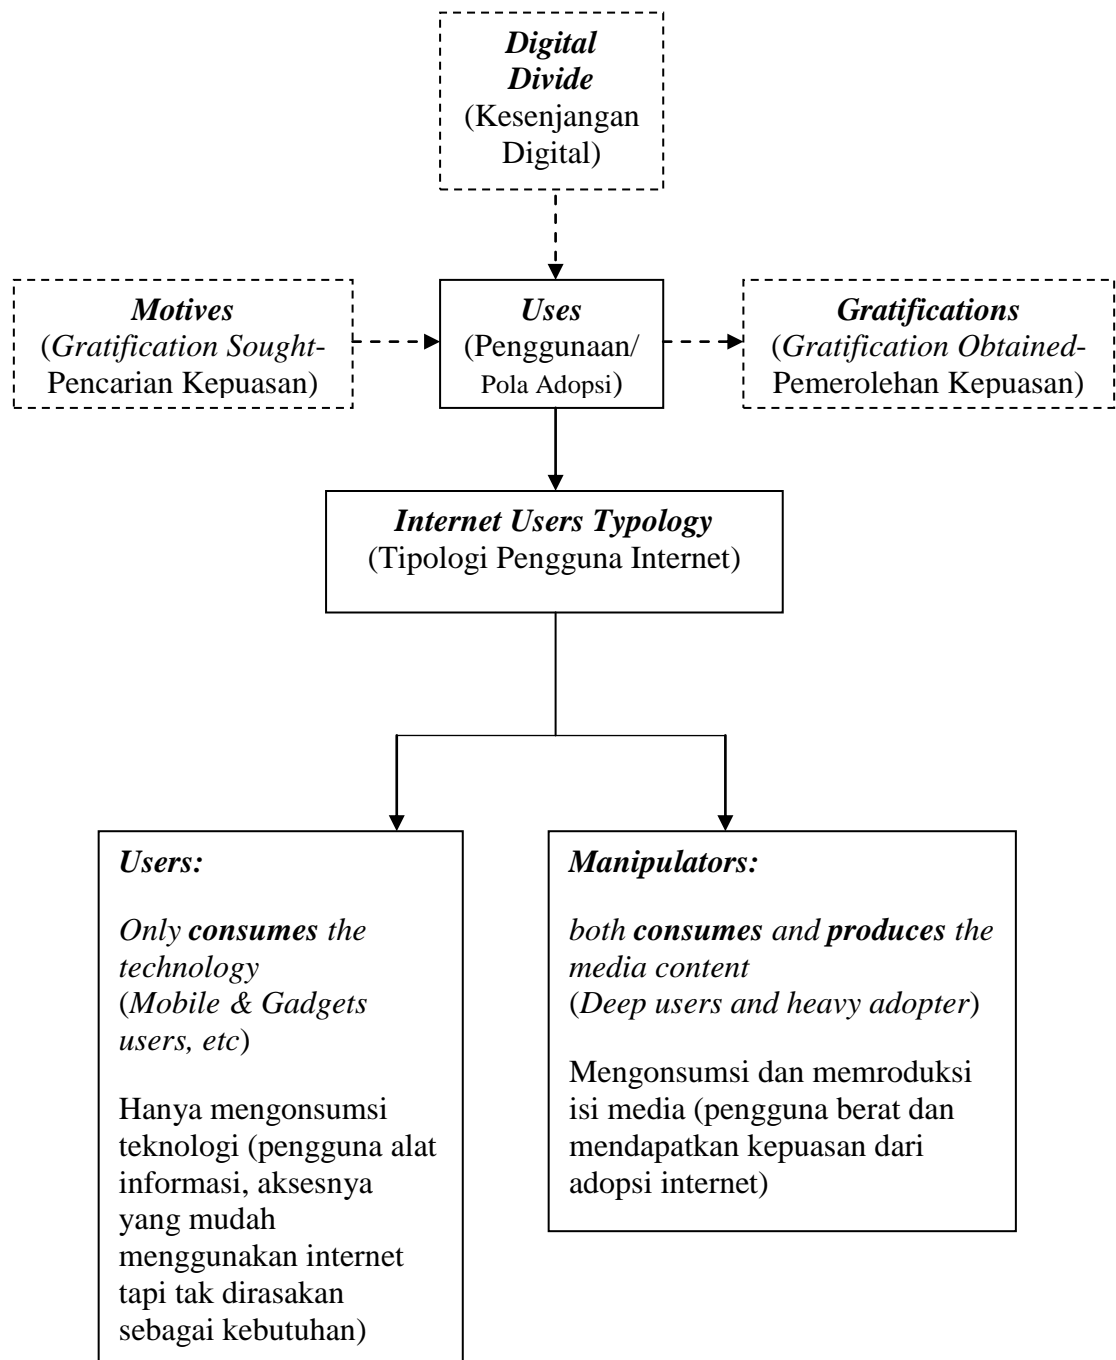 Digital
Divide
(Kesenjangan
Digital)
Motives
(Gratification Sought-
Pencarian Kepuasan)
Uses
(Penggunaan/
Pola Adopsi)
Gratifications
(Gratification Obtained-
Pemerolehan Kepuasan)
Internet Users Typology
(Tipologi Pengguna Internet)
Users:
Only consumes the
technology
(Mobile & Gadgets
users, etc)
Hanya mengonsumsi
teknologi (pengguna alat
informasi, aksesnya
yang mudah
menggunakan internet
tapi tak dirasakan
sebagai kebutuhan)
Manipulators:
both consumes and produces the
media content
(Deep users and heavy adopter)
Mengonsumsi dan memroduksi
isi media (pengguna berat dan
mendapatkan kepuasan dari
adopsi internet)